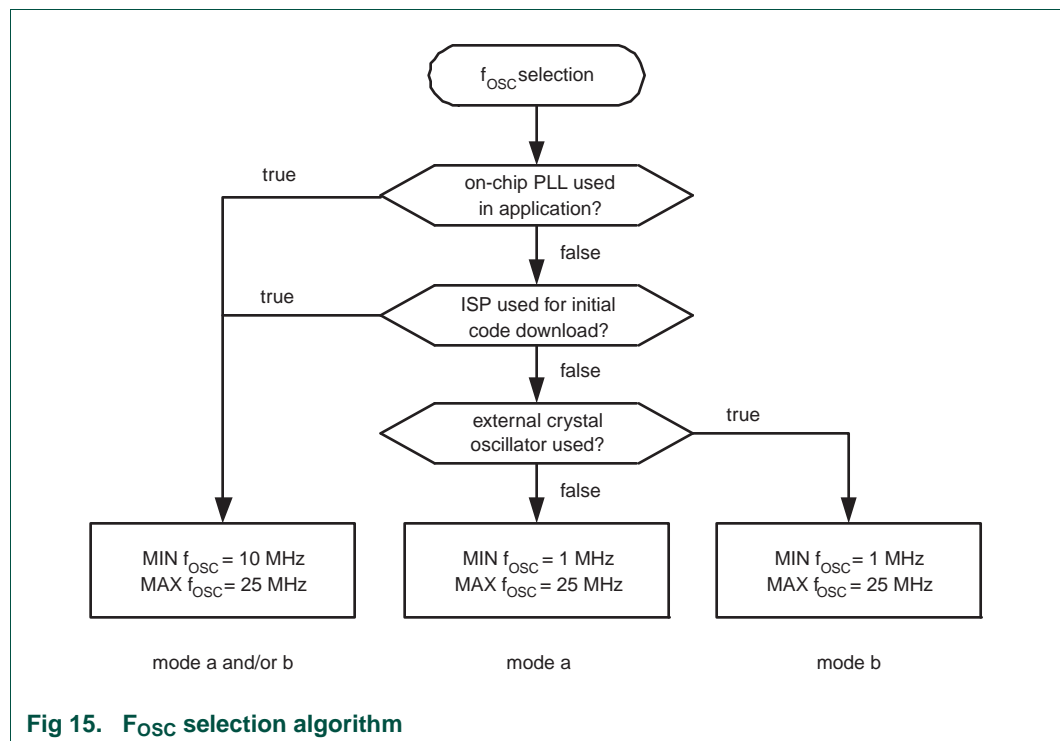 fOSC selection
true
on-chip PLL used
in application?
false
true
ISP used for initial
code download?
false
external crystal
oscillator used?
true
false
MIN fOSC = 10 MHz
MAX fOSC = 25 MHz
MIN fOSC = 1 MHz
MAX fOSC = 25 MHz
MIN fOSC = 1 MHz
MAX fOSC = 25 MHz
mode a and/or b
mode a
mode b
Fig 15. FOSC selection algorithm